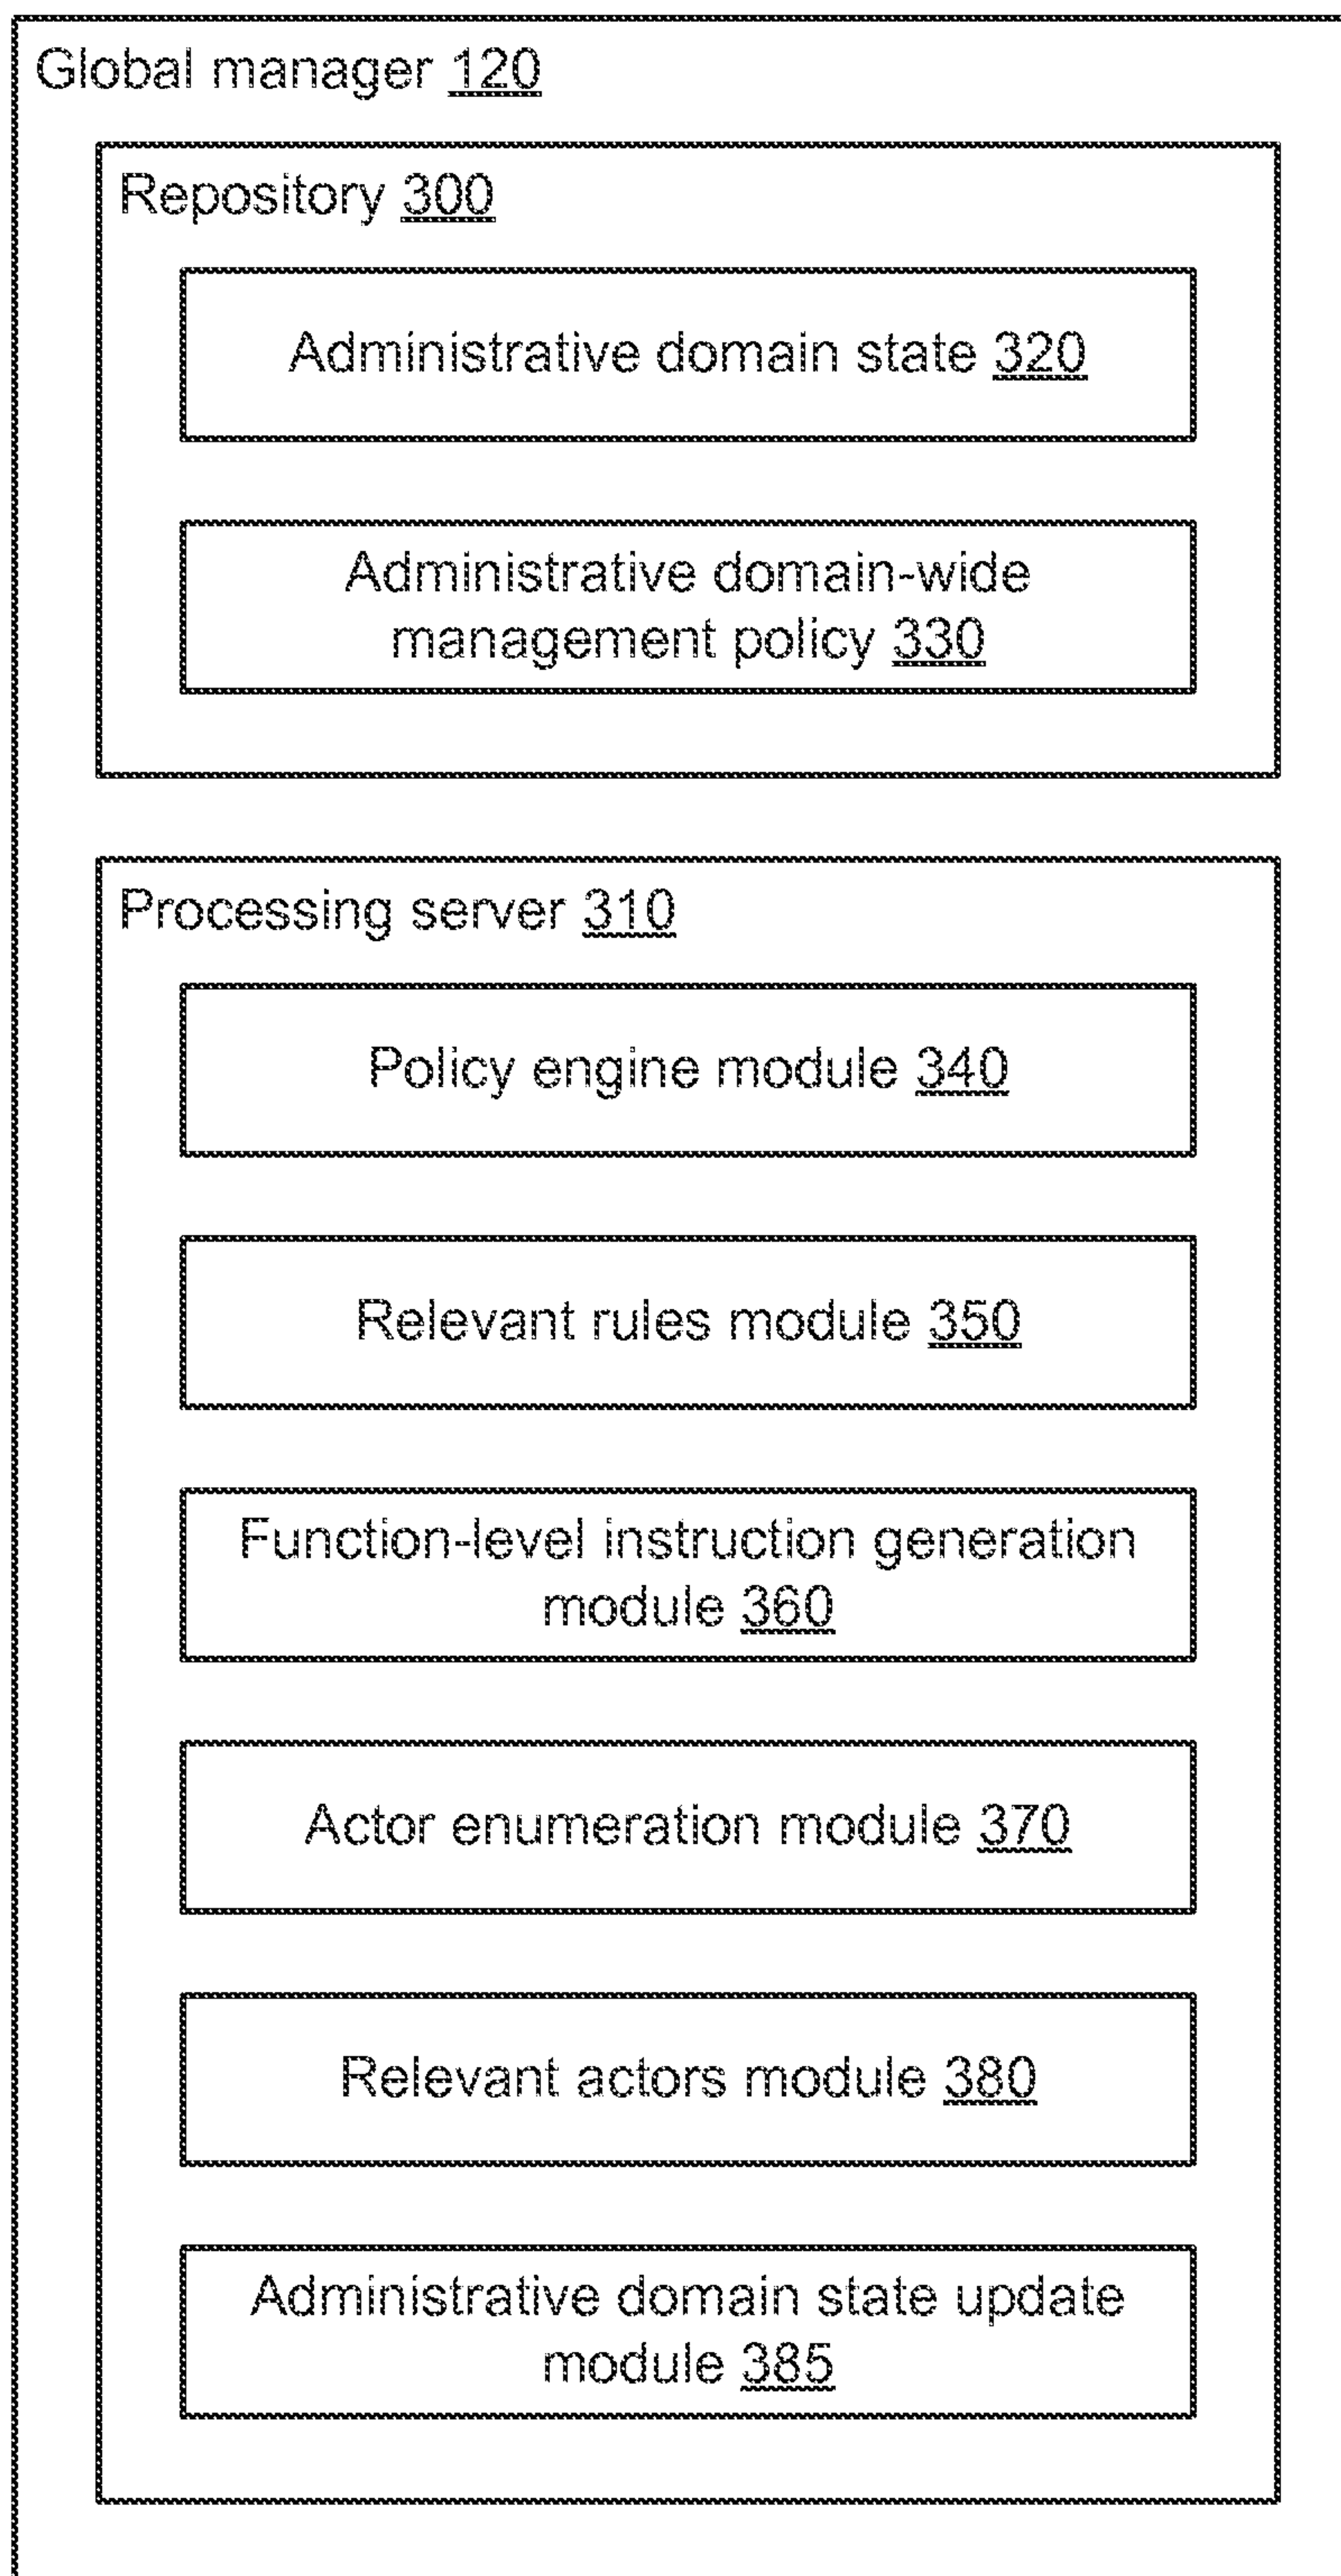 Global manager 120
Repository 300
Administrative domain state 320
Administrative domain-wide
management policy 330
Processing server 310
Policy engine module 340
Relevant rules module 350
Function-level instruction generation
module 360
Actor enumeration module 370
Relevant actors module 380
Administrative domain state update
module 385